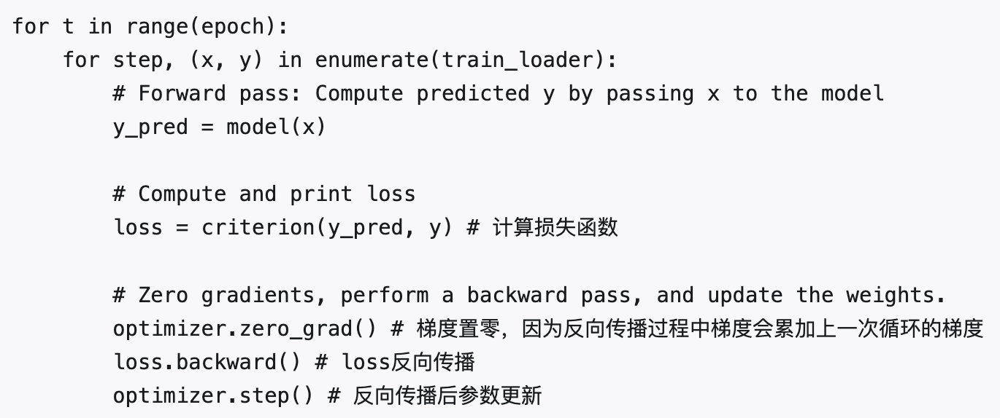 for t in range(epoch):
    for step, (x, y) in enumerate(train_loader):
        # Forward pass: Compute predicted y by passing x to the model
        y_pred = model(x)

        # Compute and print loss
        loss = criterion(y_pred, y) # 计算损失函数

        # Zero gradients, perform a backward pass, and update the weights.
        optimizer.zero_grad() # 梯度置零，因为反向传播过程中梯度会累加上一次循环的梯度
        loss.backward() # loss反向传播
        optimizer.step() # 反向传播后参数更新